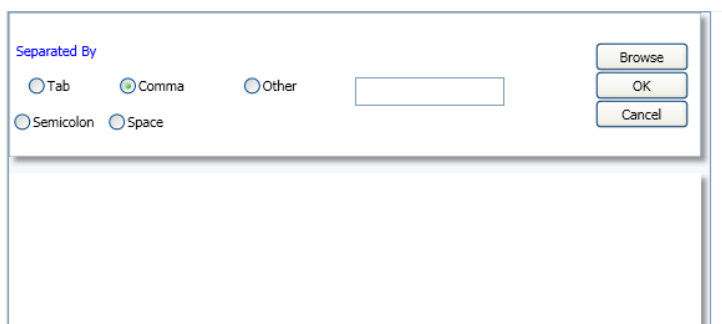 Separated By
Browse
Tab Comma Other
OK
Semicolon Space
Cancel